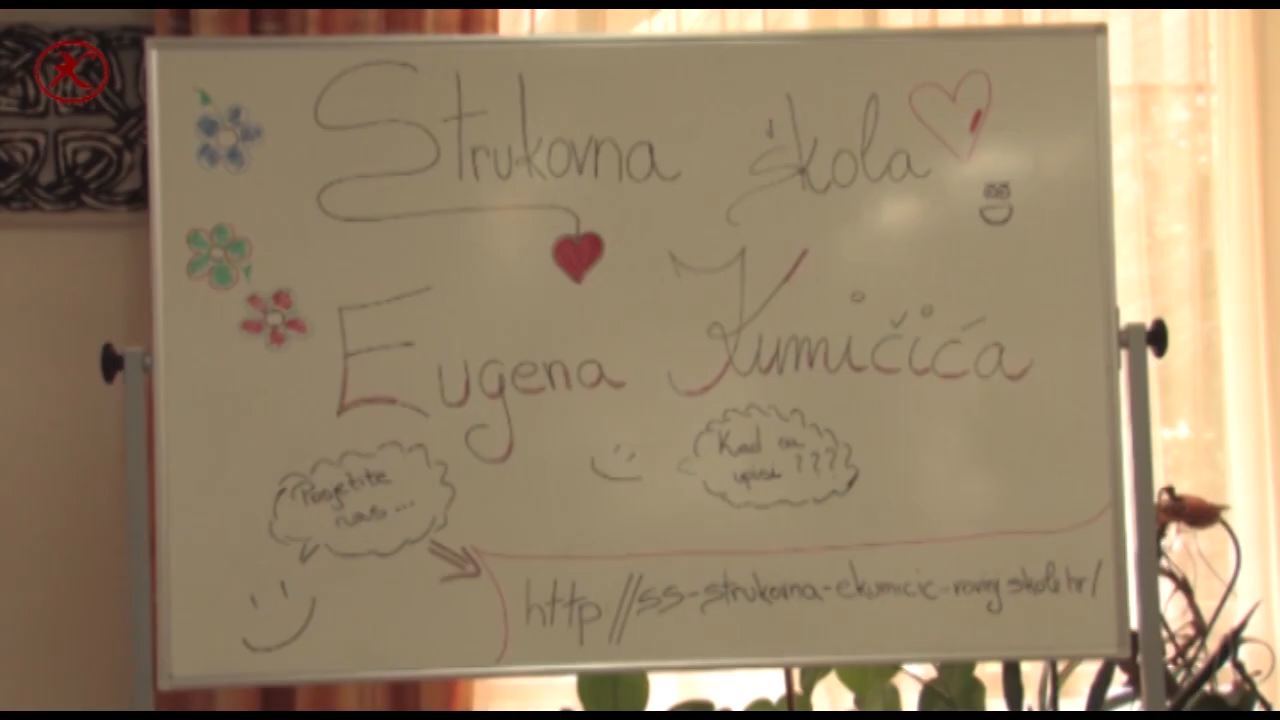 Strukovna škola
Eugena Kumičića
Kad su
upisi ???
Posjetite
nas...
http//ss-strukovna-ekumicic-rovinj.skole.hr/